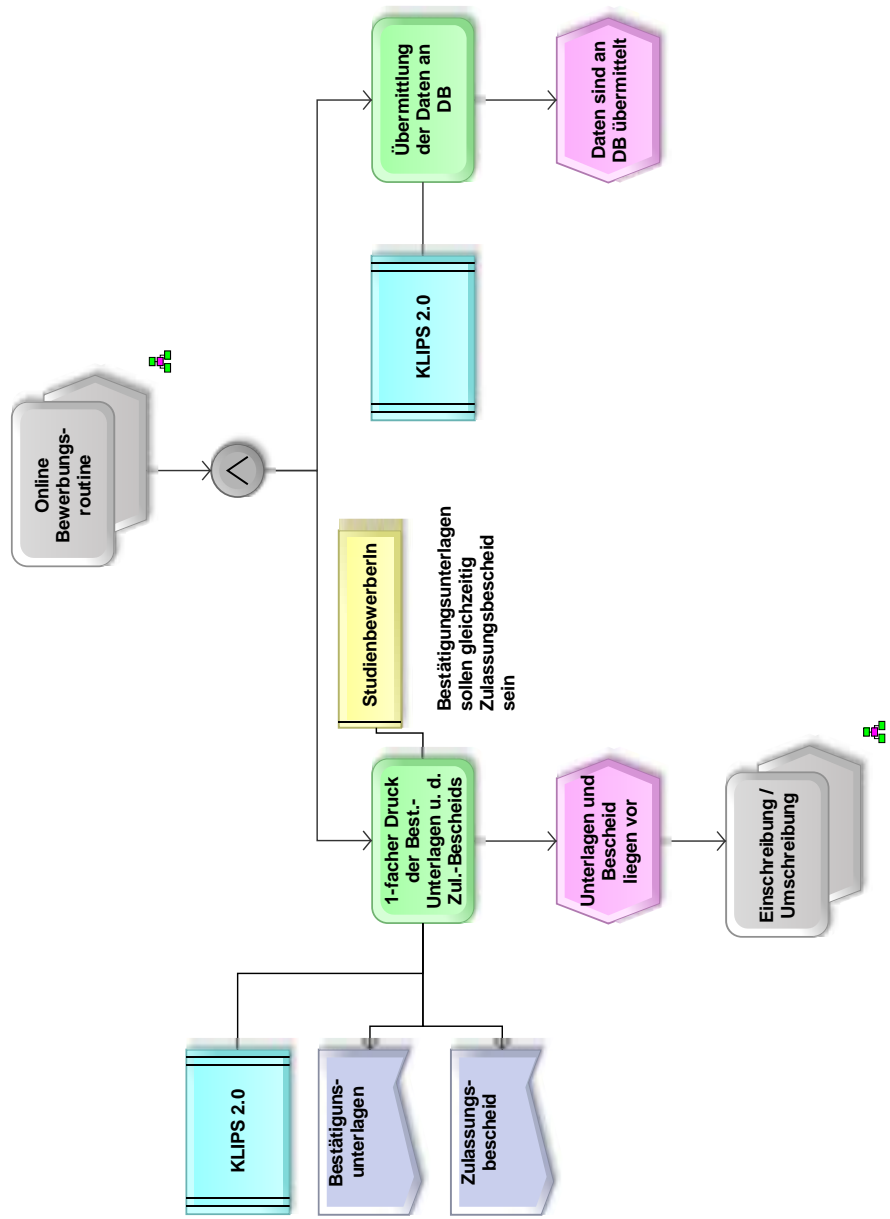 Online
Bewerbungs-
routine
Übermittlung
der Daten an
DB
Daten sind an
DB übermittelt
KLIPS 2.0
StudienbewerberIn
Bestätigungsunterlagen
sollen gleichzeitig
Zulassungsbescheid
sein
1-facher Druck
der Best.-
Unterlagen u. d.
Zul.-Bescheids
Unterlagen und
Bescheid
liegen vor
Einschreibung /
Umschreibung
KLIPS 2.0
Bestätiguns-
unterlagen
Zulassungs-
bescheid